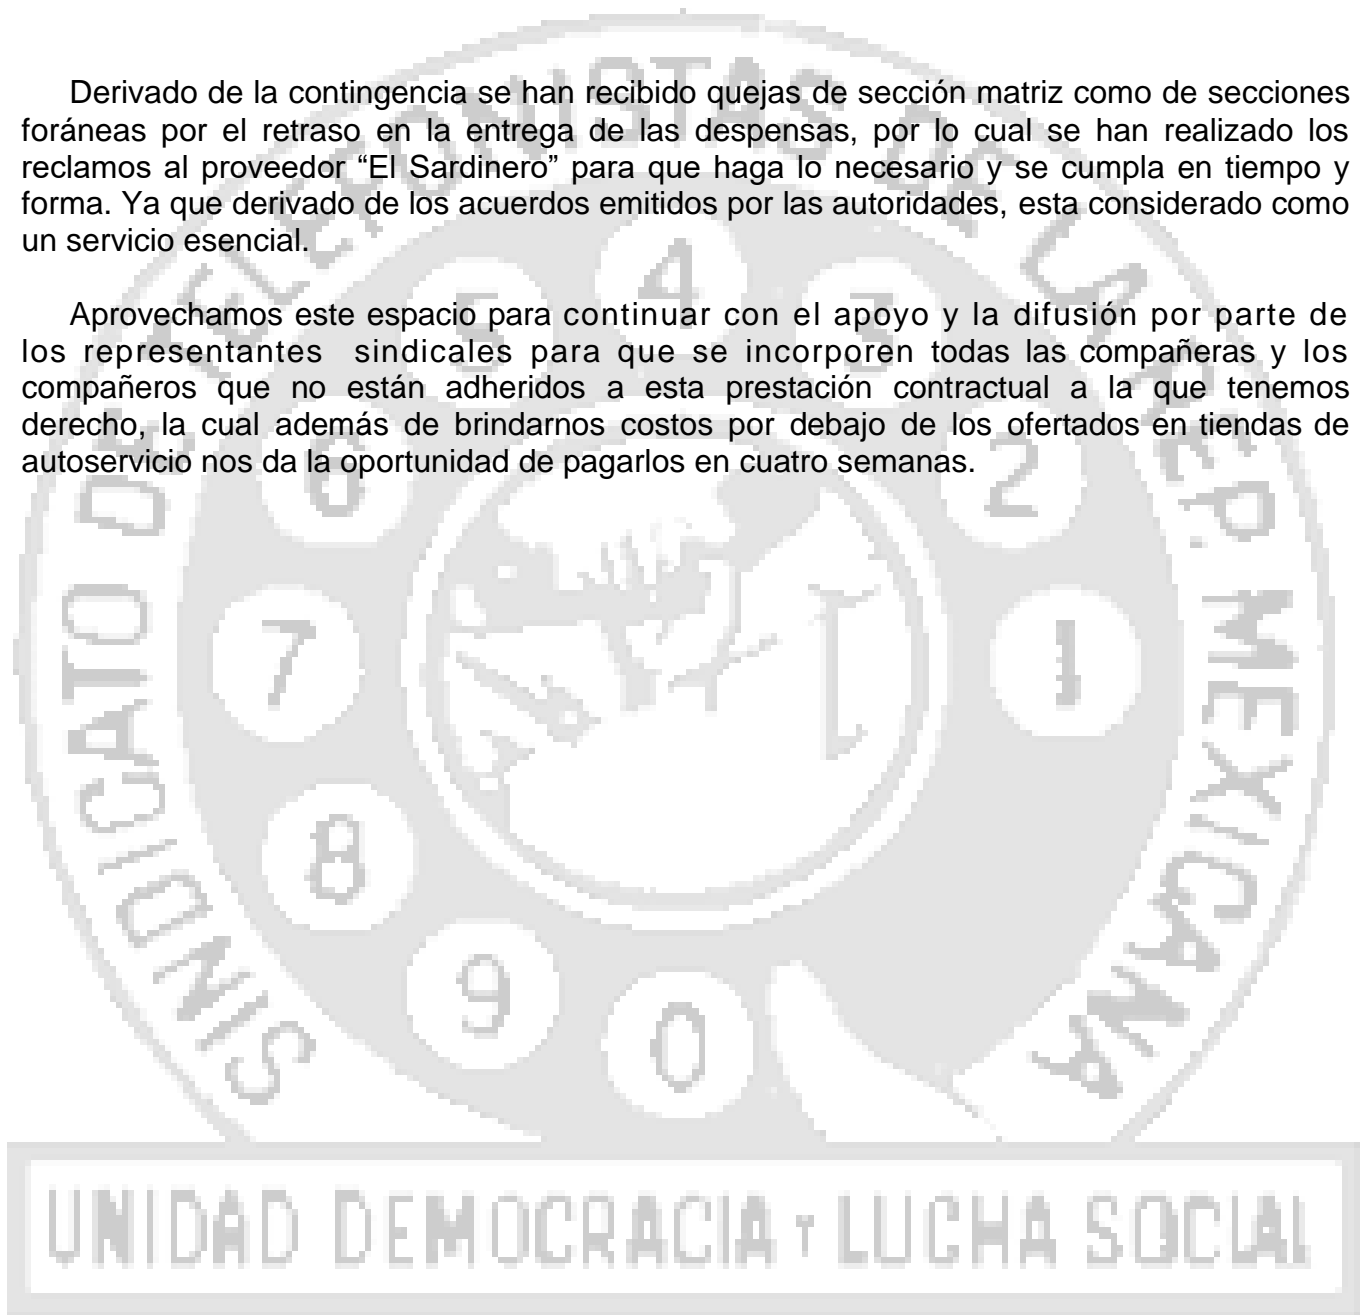 Derivado de la contingencia se han recibido quejas de sección matriz como de secciones
foráneas por el retraso en la entrega de las despensas, por lo cual se han realizado los
reclamos al proveedor “El Sardinero” para que haga lo necesario y se cumpla en tiempo y
forma. Ya que derivado de los acuerdos emitidos por las autoridades, esta considerado como
un servicio esencial.
Aprovechamos este espacio para continuar con el apoyo y la difusión por parte de
los representantes sindicales para que se incorporen todas las compañeras y los
compañeros que no están adheridos a esta prestación contractual a la que tenemos
derecho, la cual además de brindarnos costos por debajo de los ofertados en tiendas de
autoservicio nos da la oportunidad de pagarlos en cuatro semanas.
SINDICATO DE TELEFONISTAS DE LA REP. MEXICANA
1
2
3
4
5
6
7
8
9
0
UNIDAD DEMOCRACIA Y LUCHA SOCIAL